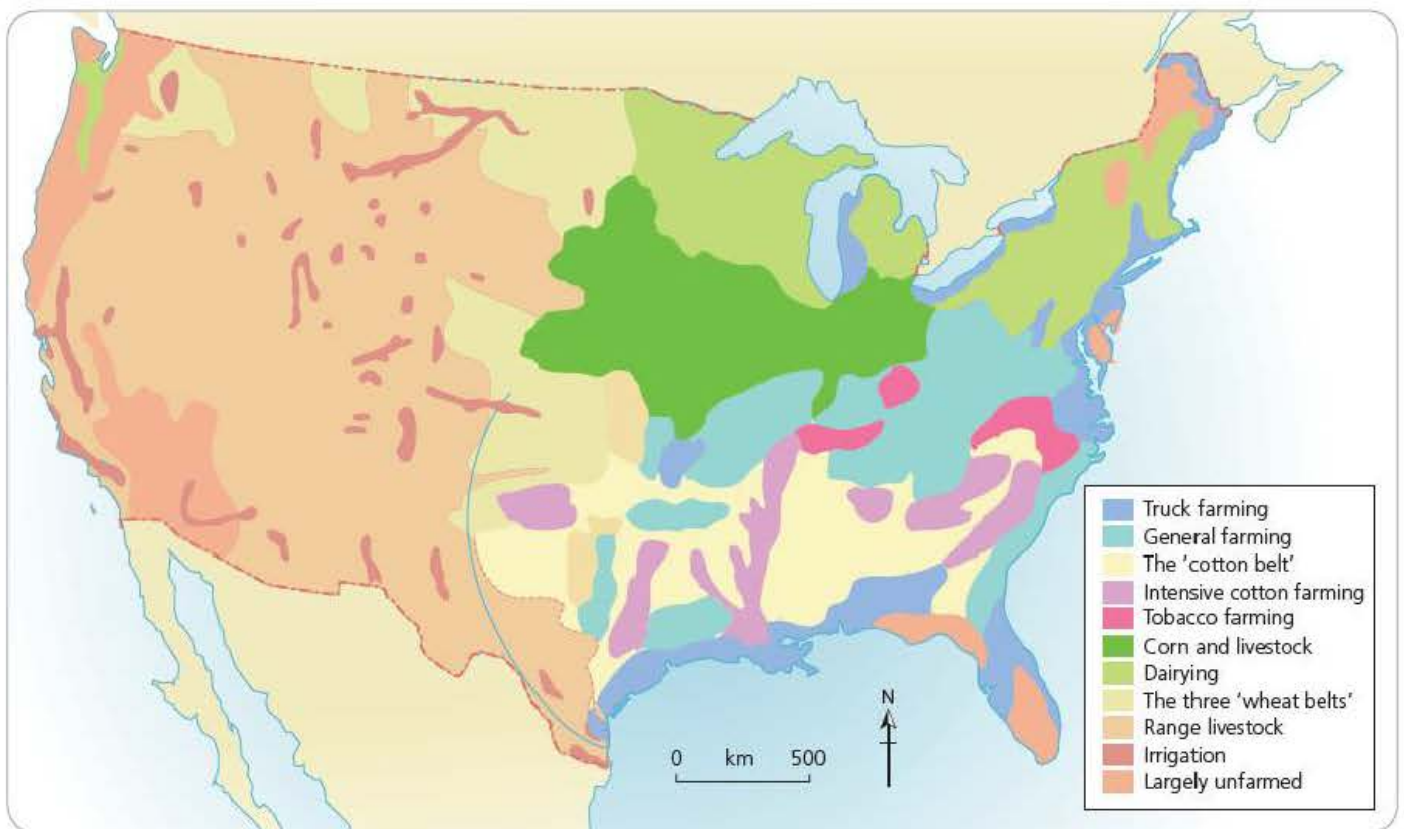 Truck farming
General farming
The 'cotton belt'
Intensive cotton farming
Tobacco farming
Corn and livestock
Dairying
The three 'wheat belts'
Range livestock
Irrigation
Largely unfarmed
N
0 km 500